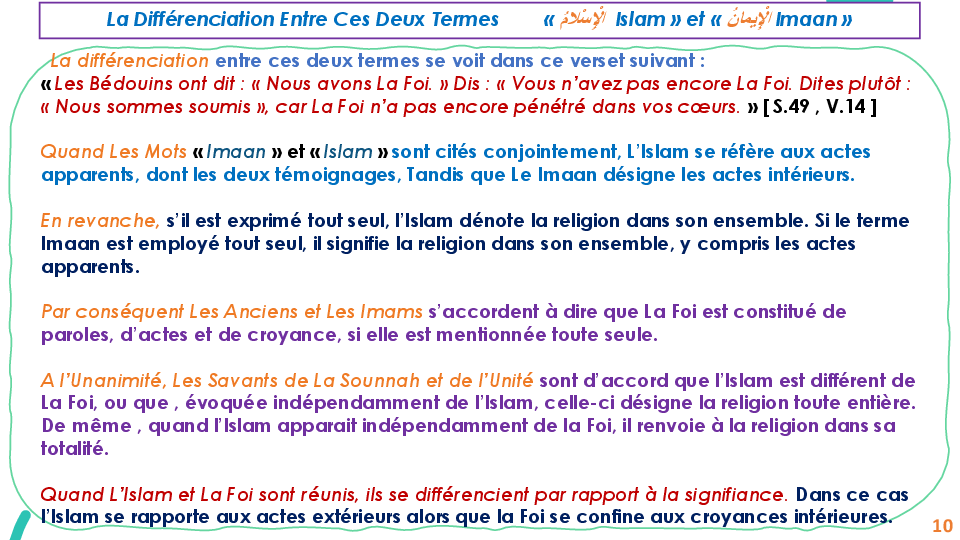 La Différenciation Entre Ces Deux Termes « الْإِسْلَامُ Islam » et « الْإِيمَانُ Imaan »
La différenciation entre ces deux termes se voit dans ce verset suivant :
« Les Bédouins ont dit : « Nous avons La Foi. » Dis : « Vous n’avez pas encore La Foi. Dites plutôt :
« Nous sommes soumis », car La Foi n’a pas encore pénétré dans vos cœurs. » [ S.49 , V.14 ]
Quand Les Mots « Imaan » et « Islam » sont cités conjointement, L’Islam se réfère aux actes
apparents, dont les deux témoignages, Tandis que Le Imaan désigne les actes intérieurs.
En revanche, s’il est exprimé tout seul, l’Islam dénote la religion dans son ensemble. Si le terme
Imaan est employé tout seul, il signifie la religion dans son ensemble, y compris les actes
apparents.
Par conséquent Les Anciens et Les Imams s’accordent à dire que La Foi est constitué de
paroles, d’actes et de croyance, si elle est mentionnée toute seule.
A l’Unanimité, Les Savants de La Sounnah et de l’Unité sont d’accord que l’Islam est différent de
La Foi, ou que , évoquée indépendamment de l’Islam, celle-ci désigne la religion toute entière.
De même , quand l’Islam apparait indépendamment de la Foi, il renvoie à la religion dans sa
totalité.
Quand L’Islam et La Foi sont réunis, ils se différencient par rapport à la signifiance. Dans ce cas
l’Islam se rapporte aux actes extérieurs alors que la Foi se confine aux croyances intérieures.
10